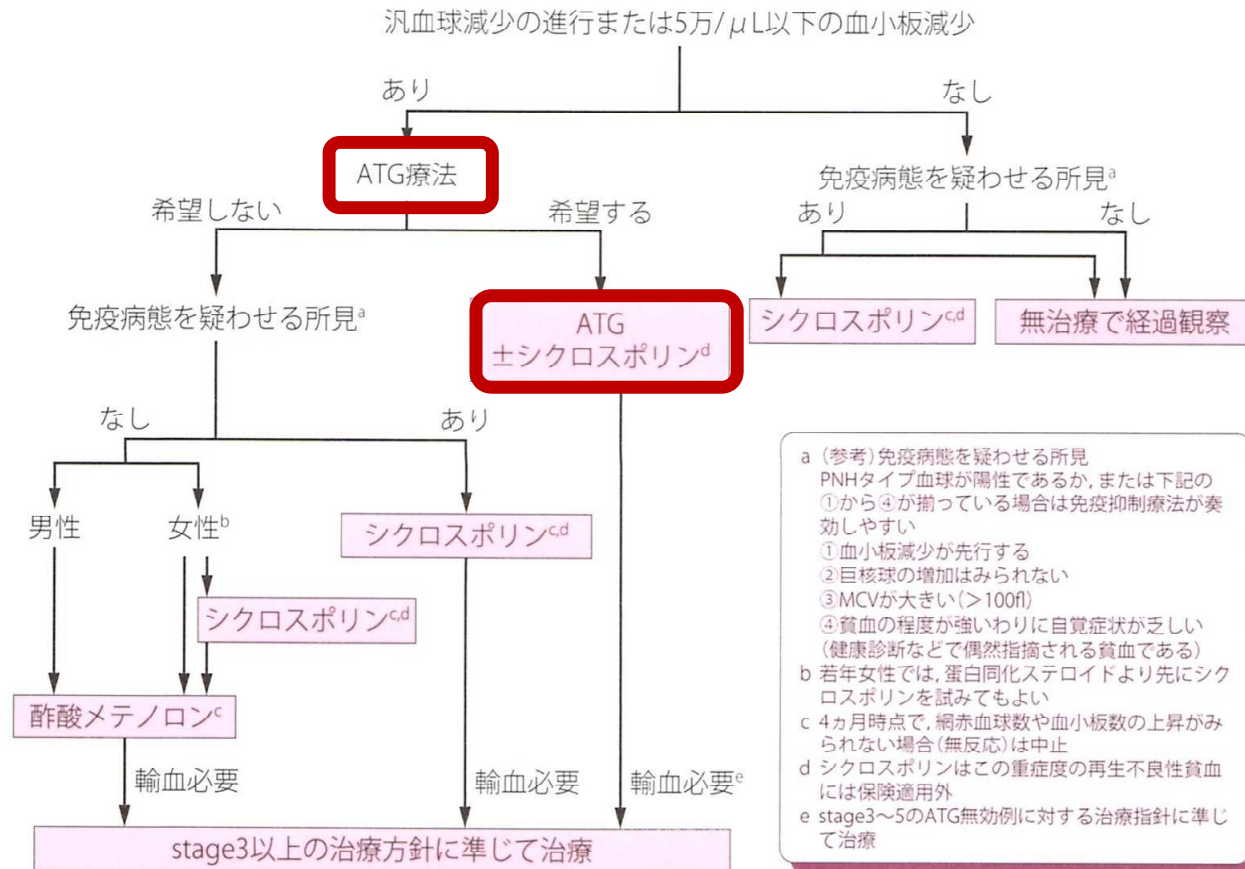 汎血球減少の進行または5万/μL以下の血小板減少
あり
なし
ATG療法
免疫病態を疑わせる所見a
希望しない
希望する
あり
なし
免疫病態を疑わせる所見a
ATG
±シクロスポリンd
シクロスポリンc,d
無治療で経過観察
なし
あり
男性
女性b
シクロスポリンc,d
シクロスポリンc,d
酢酸メテノロンc
輸血必要
輸血必要
輸血必要e
stage3以上の治療方針に準じて治療
a (参考)免疫病態を疑わせる所見
PNHタイプ血球が陽性であるか, または下記の
①から④が揃っている場合は免疫抑制療法が奏
効しやすい
①血小板減少が先行する
②巨核球の増加はみられない
③MCVが大きい(>100fl)
④貧血の程度が強いわりに自覚症状が乏しい
(健康診断などで偶然指摘される貧血である)
b 若年女性では, 蛋白同化ステロイドより先にシク
ロスポリンを試みてもよい
c 4ヵ月時点で, 網赤血球数や血小板数の上昇がみ
られない場合(無反応)は中止
d シクロスポリンはこの重症度の再生不良性貧血
には保険適用外
e stage3〜5のATG無効例に対する治療指針に準じ
て治療